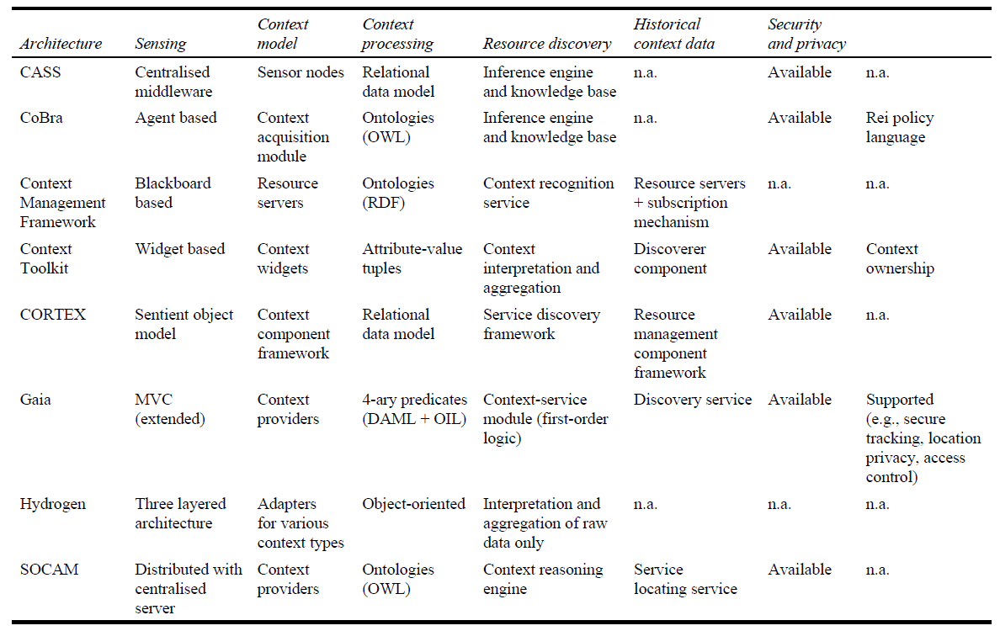 Architecture Sensing Context model Context processing Resource discovery Historical context data Security and privacy
CASS Centralised middleware Sensor nodes Relational data model Inference engine and knowledge base n.a. Available n.a.
CoBra Agent based Context acquisition module Ontologies (OWL) Inference engine and knowledge base n.a. Available Rei policy language
Context Management Framework Blackboard based Resource servers Ontologies (RDF) Context recognition service Resource servers + subscription mechanism n.a. n.a.
Context Toolkit Widget based Context widgets Attribute-value tuples Context interpretation and aggregation Discoverer component Available Context ownership
CORTEX Sentient object model Context component framework Relational data model Service discovery framework Resource management component framework Available n.a.
Gaia MVC (extended) Context providers 4-ary predicates (DAML + OIL) Context-service module (first-order logic) Discovery service Available Supported (e.g., secure tracking, location privacy, access control)
Hydrogen Three layered architecture Adapters for various context types Object-oriented Interpretation and aggregation of raw data only n.a. n.a. n.a.
SOCAM Distributed with centralised server Context providers Ontologies (OWL) Context reasoning engine Service locating service Available n.a.